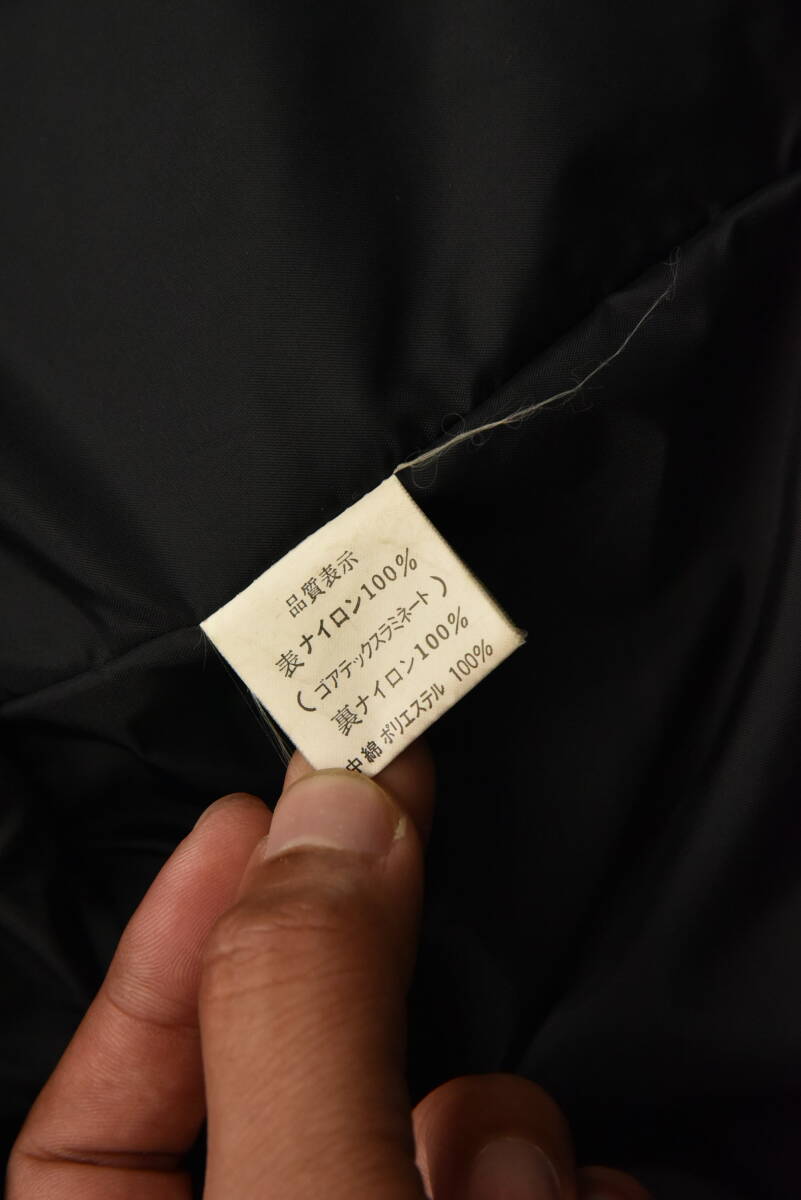 品質表示
表ナイロン100%
(ゴアテックスラミネート)
裏ナイロン100%
中綿ポリエステル 100%